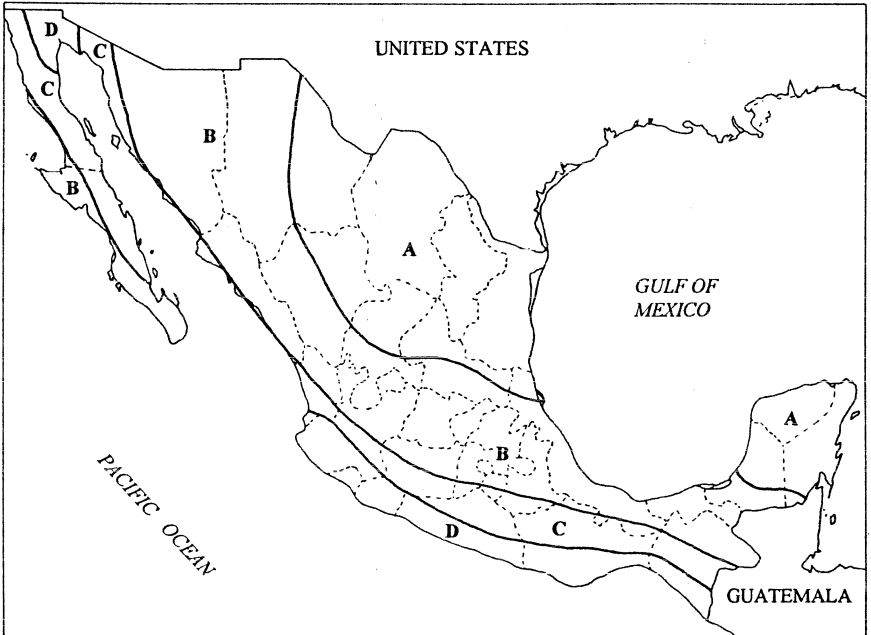 D
C
UNITED STATES
C
B
B
A
GULF OF
MEXICO
A
B
PACIFIC OCEAN
D
C
GUATEMALA